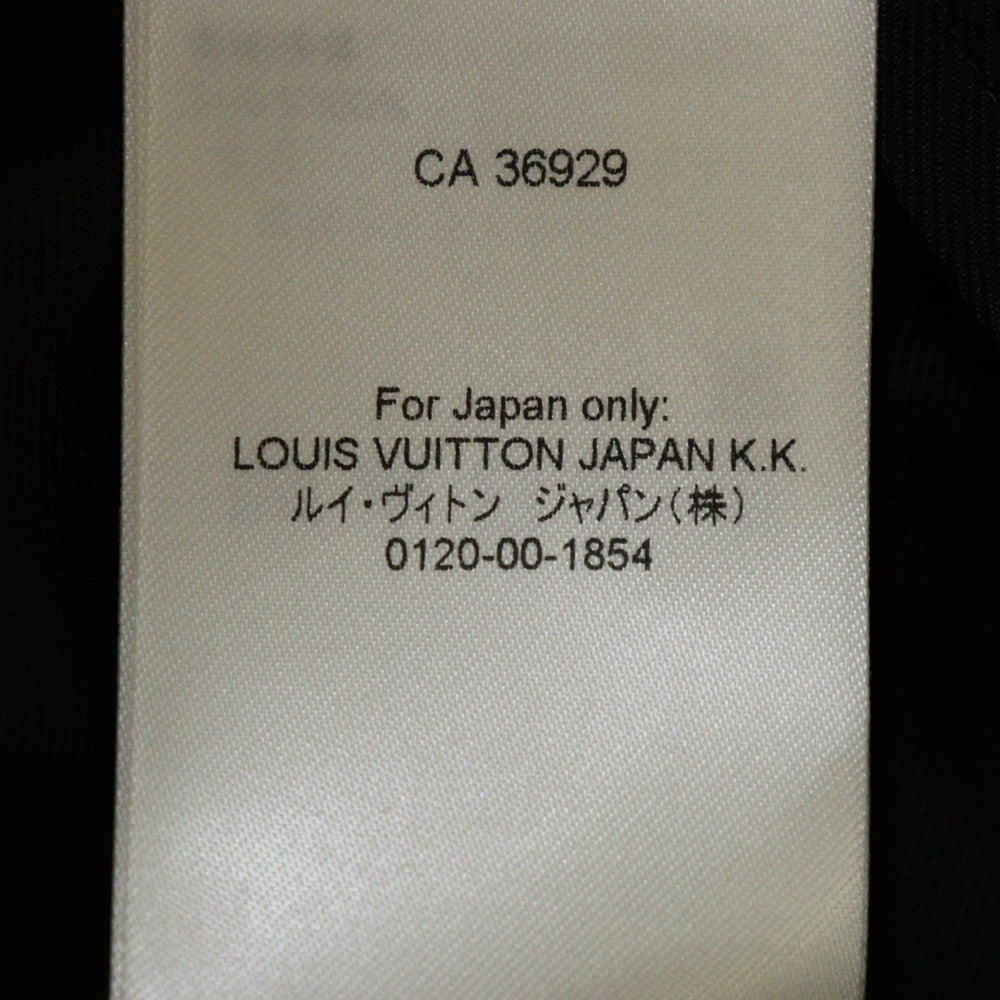 CA 36929
For Japan only:
LOUIS VUITTON JAPAN K.K.
ルイ・ヴィトン　ジャパン（株）
0120-00-1854